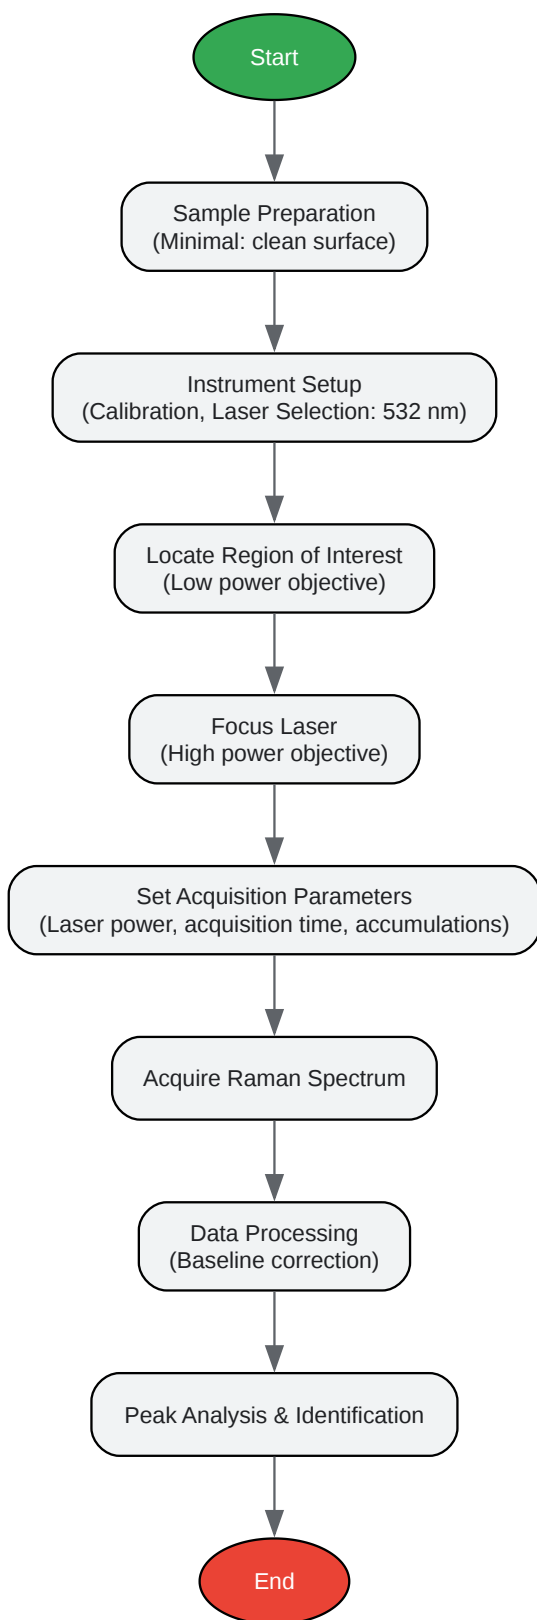 Start
Sample Preparation
(Minimal: clean surface)
Instrument Setup
(Calibration, Laser Selection: 532 nm)
Locate Region of Interest
(Low power objective)
Focus Laser
(High power objective)
Set Acquisition Parameters
(Laser power, acquisition time, accumulations)
Acquire Raman Spectrum
Data Processing
(Baseline correction)
Peak Analysis & Identification
End